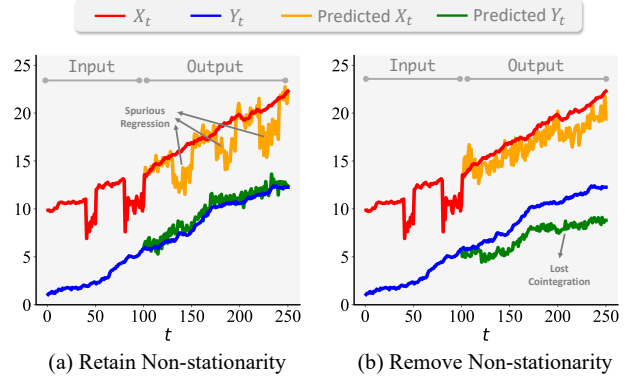 X_t Y_t Predicted X_t Predicted Y_t
Input Output
25
20
15
10
5
0
0 50 100 150 200 250
t
Spurious
Regression
(a) Retain Non-stationarity
Input Output
25
20
15
10
5
0
0 50 100 150 200 250
t
Lost
Cointegration
(b) Remove Non-stationarity